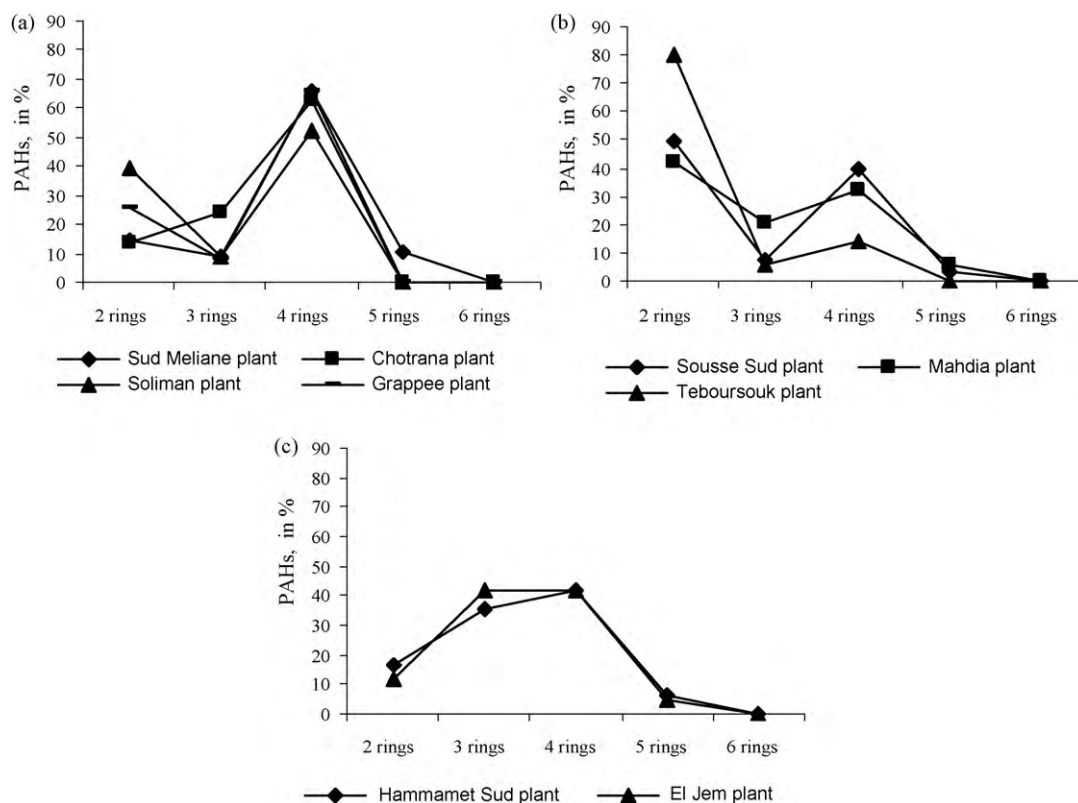 (a)
PAHs, in %
90
80
70
60
50
40
30
20
10
0
2 rings 3 rings 4 rings 5 rings 6 rings
Sud Meliane plant Chotrana plant
Soliman plant Grappee plant
(b)
PAHs, in %
90
80
70
60
50
40
30
20
10
0
2 rings 3 rings 4 rings 5 rings 6 rings
Sousse Sud plant Mahdia plant
Teboursouk plant
(c)
PAHs, in %
90
80
70
60
50
40
30
20
10
0
2 rings 3 rings 4 rings 5 rings 6 rings
Hammamet Sud plant El Jem plant